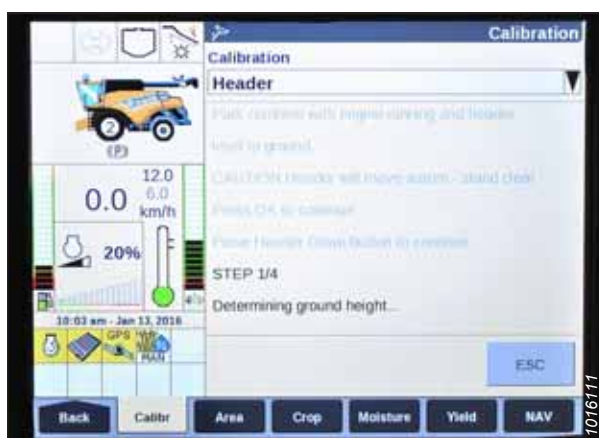 Calibration
Calibration
Header
Park combine with engine running and header
level to ground.
CAUTION Header will move autom.- stand clear
Press OK to continue
Press Header Down button to continue
STEP 1/4
Determining ground height...
ESC
2
(P)
12.0
0.0
6.0
km/h
20%
10:03 am - Jan 13, 2016
GPS
MAN
Back
Calibr
Area
Crop
Moisture
Yield
NAV
1016111